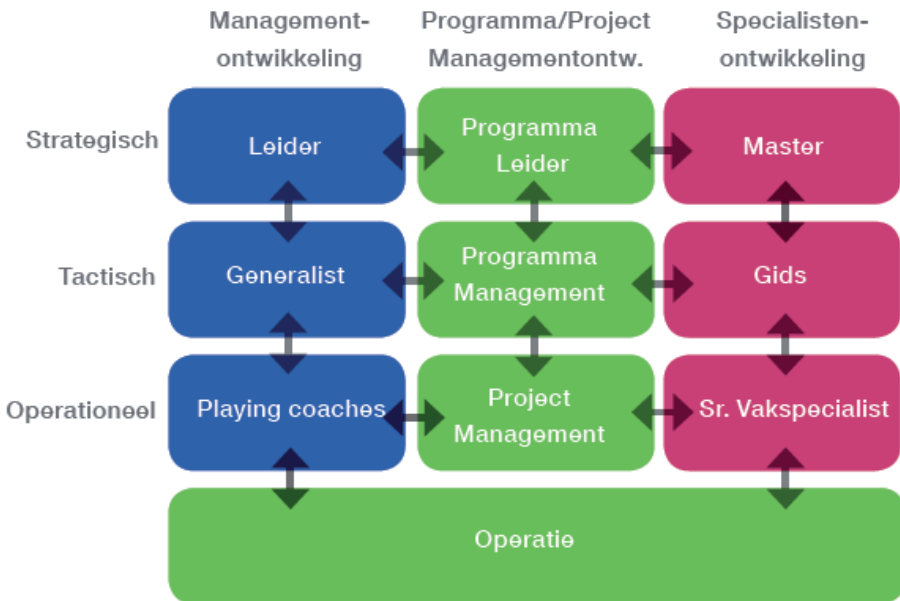 Management-
ontwikkeling
Programma/Project
Managementontw.
Specialisten-
ontwikkeling
Strategisch
Leider
Programma
Leider
Master
Tactisch
Generalist
Programma
Management
Gids
Operationeel
Playing coaches
Project
Management
Sr. Vakspecialist
Operatie